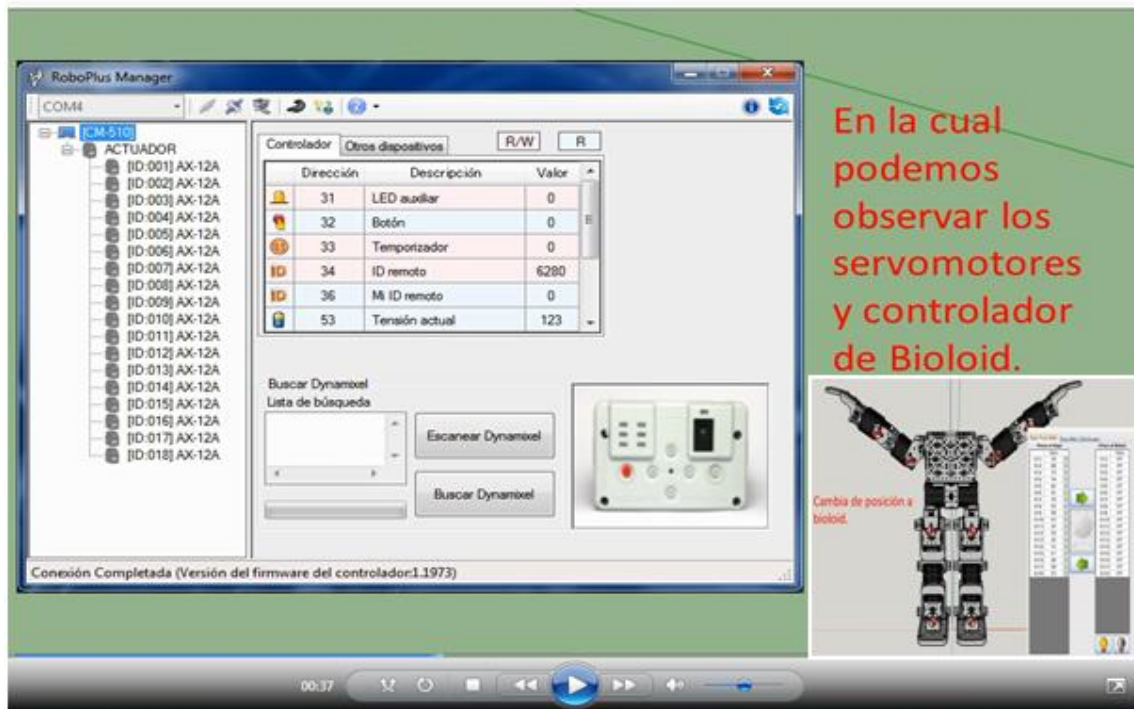 RoboPlus Manager
COM4
[CM-510]
ACTUADOR
[ID:001] AX-12A
[ID:002] AX-12A
[ID:003] AX-12A
[ID:004] AX-12A
[ID:005] AX-12A
[ID:006] AX-12A
[ID:007] AX-12A
[ID:008] AX-12A
[ID:009] AX-12A
[ID:010] AX-12A
[ID:011] AX-12A
[ID:012] AX-12A
[ID:013] AX-12A
[ID:014] AX-12A
[ID:015] AX-12A
[ID:016] AX-12A
[ID:017] AX-12A
[ID:018] AX-12A
Controlador Otros dispositivos R/W R
Dirección Descripción Valor
31 LED auxiliar 0
32 Botón 0
33 Temporizador 0
ID 34 ID remoto 6280
ID 36 Mi ID remoto 0
53 Tensión actual 123
Buscar Dynamixel
Lista de búsqueda
Escanear Dynamixel
Buscar Dynamixel
Conexión Completada (Versión del firmware del controlador:1.1973)
En la cual
podemos
observar los
servomotores
y controlador
de Bioloid.
Cambia de posición a
bioloid.
00:37